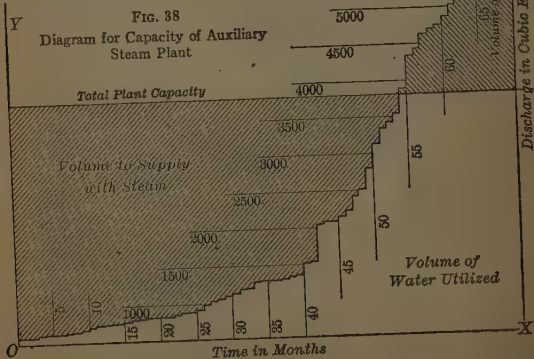 Y
FIG. 38
Diagram for Capacity of Auxiliary
Steam Plant
5000
4500
4000
Total Plant Capacity
3500
3000
2500
2000
1500
1000
Volume to Supply
with Steam
Volume of
Water Utilized
Volume
Discharge in Cubic
5
10
15
20
25
30
35
40
45
50
55
60
65
O
X
Time in Months